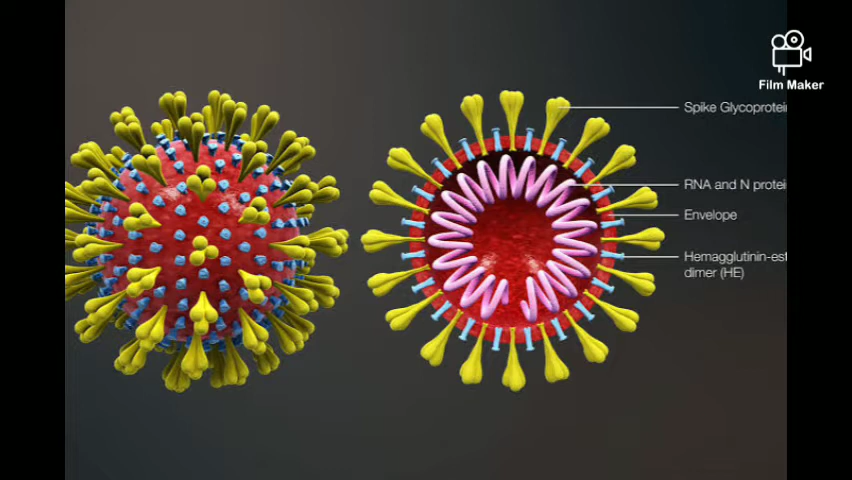 Film Maker
Spike Glycoprotei
RNA and N protei
Envelope
Hemagglutinin-est
dimer (HE)